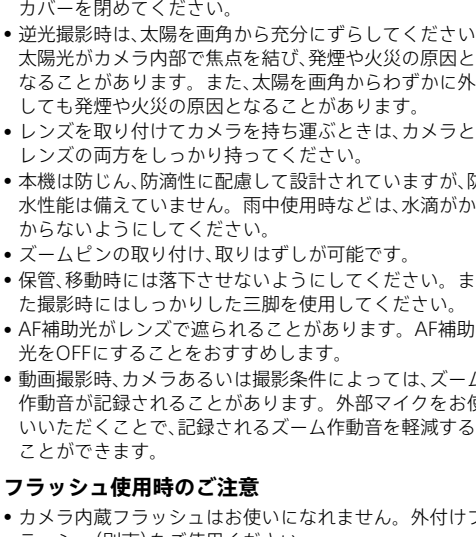 カバーを閉めてください。
• 逆光撮影時は、太陽を画角から充分にずらしてください
太陽光がカメラ内部で焦点を結び、発煙や火災の原因と
なることがあります。また、太陽を画角からわずかに外
しても発煙や火災の原因となることがあります。
• レンズを取り付けてカメラを持ち運ぶときは、カメラと
レンズの両方をしっかり持ってください。
• 本機は防じん、防滴性に配慮して設計されていますが、防
水性能は備えていません。雨中使用時などは、水滴がか
からないようにしてください。
• ズームピンの取り付け、取りはずしが可能です。
• 保管、移動時には落下させないようにしてください。ま
た撮影時にはしっかりした三脚を使用してください。
• AF補助光がレンズで遮られることがあります。AF補助
光をOFFにすることをおすすめします。
• 動画撮影時、カメラあるいは撮影条件によっては、ズーム
作動音が記録されることがあります。外部マイクをお使
いいただくことで、記録されるズーム作動音を軽減する
ことができます。
フラッシュ使用時のご注意
• カメラ内蔵フラッシュはお使いになれません。外付けフ